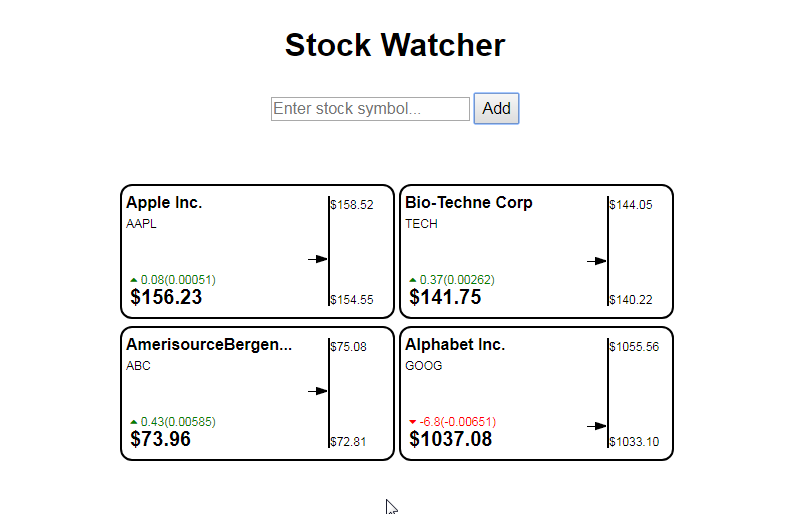 Stock Watcher
Enter stock symbol... Add
Apple Inc.
AAPL
$158.52
0.08(0.00051)
$156.23
$154.55
Bio-Techne Corp
TECH
$144.05
0.37(0.00262)
$141.75
$140.22
AmerisourceBergen...
ABC
$75.08
0.43(0.00585)
$73.96
$72.81
Alphabet Inc.
GOOG
$1055.56
-6.8(-0.00651)
$1037.08
$1033.10